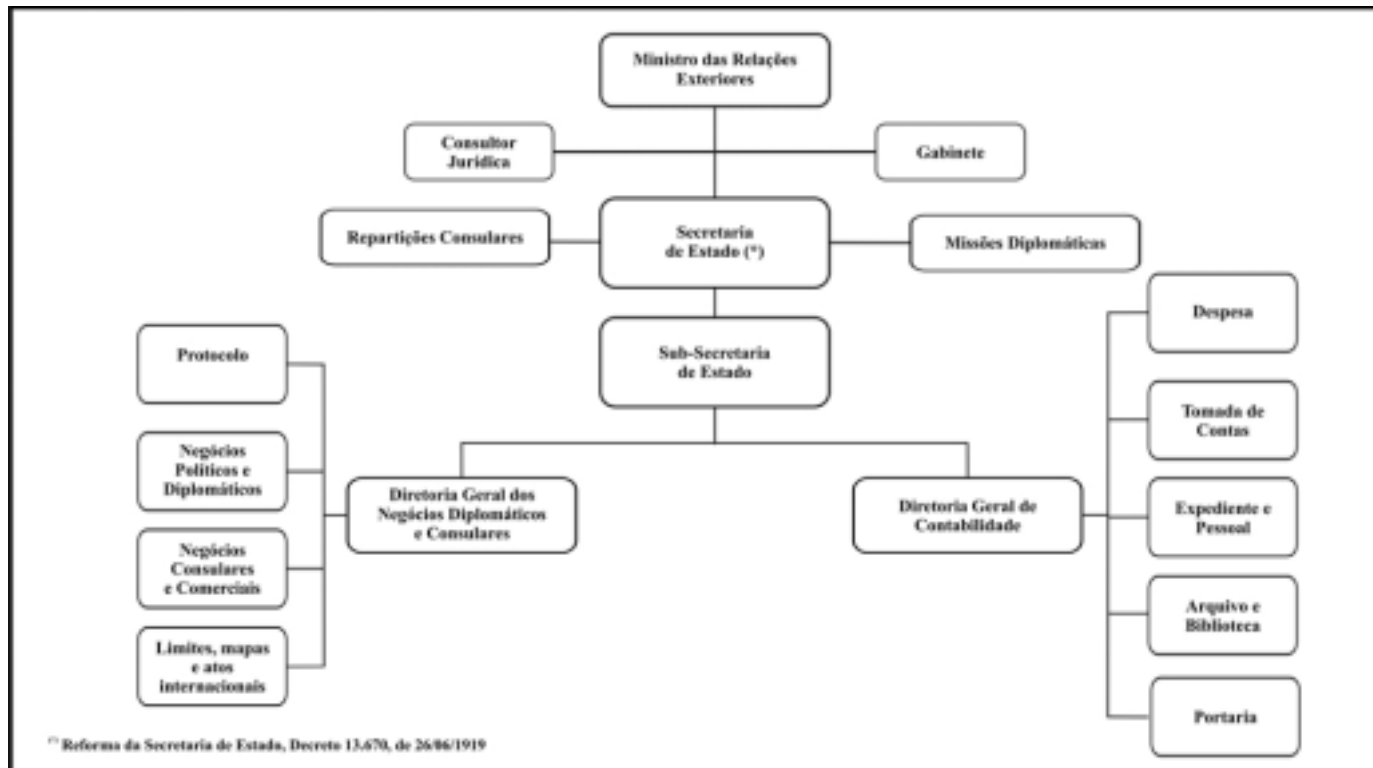 Ministro das Relações
Exteriores
Consultor
Jurídica
Gabinete
Repartições Consulares
Secretaria
de Estado (*)
Missões Diplomáticas
Sub-Secretaria
de Estado
Protocolo
Negócios
Políticos e
Diplomáticos
Negócios
Consulares
e Comerciais
Limites, mapas
e atos
internacionais
Diretoria Geral dos
Negócios Diplomáticos
e Consulares
Diretoria Geral de
Contabilidade
Despesa
Tomada de
Contas
Expediente e
Pessoal
Arquivo e
Biblioteca
Portaria
(*) Reforma da Secretaria de Estado, Decreto 13.670, de 26/06/1919